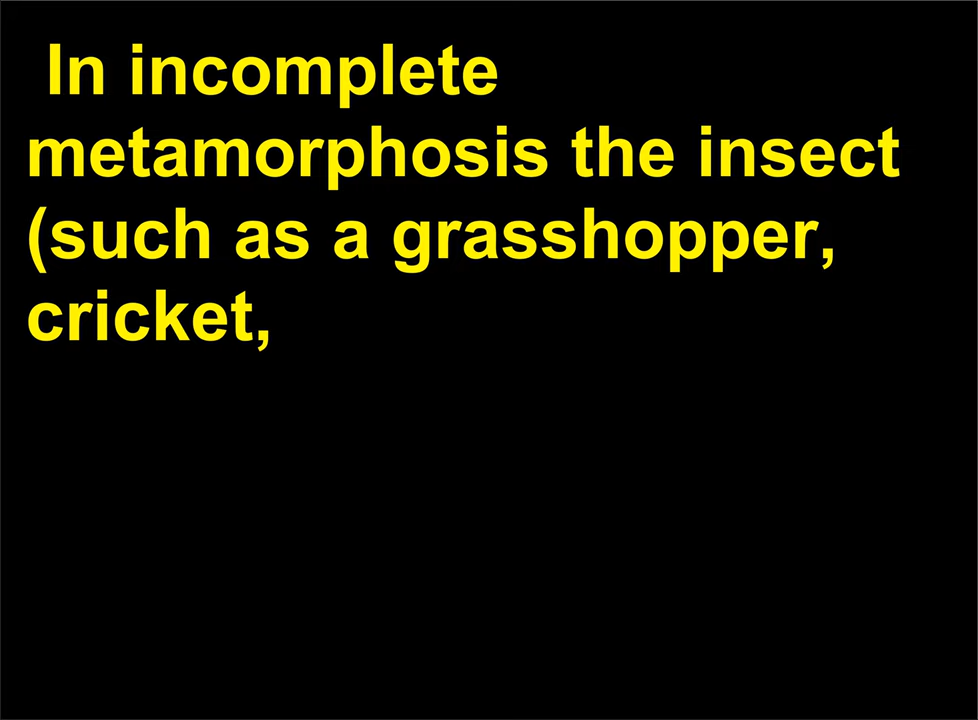 In incomplete
metamorphosis the insect
(such as a grasshopper,
cricket,